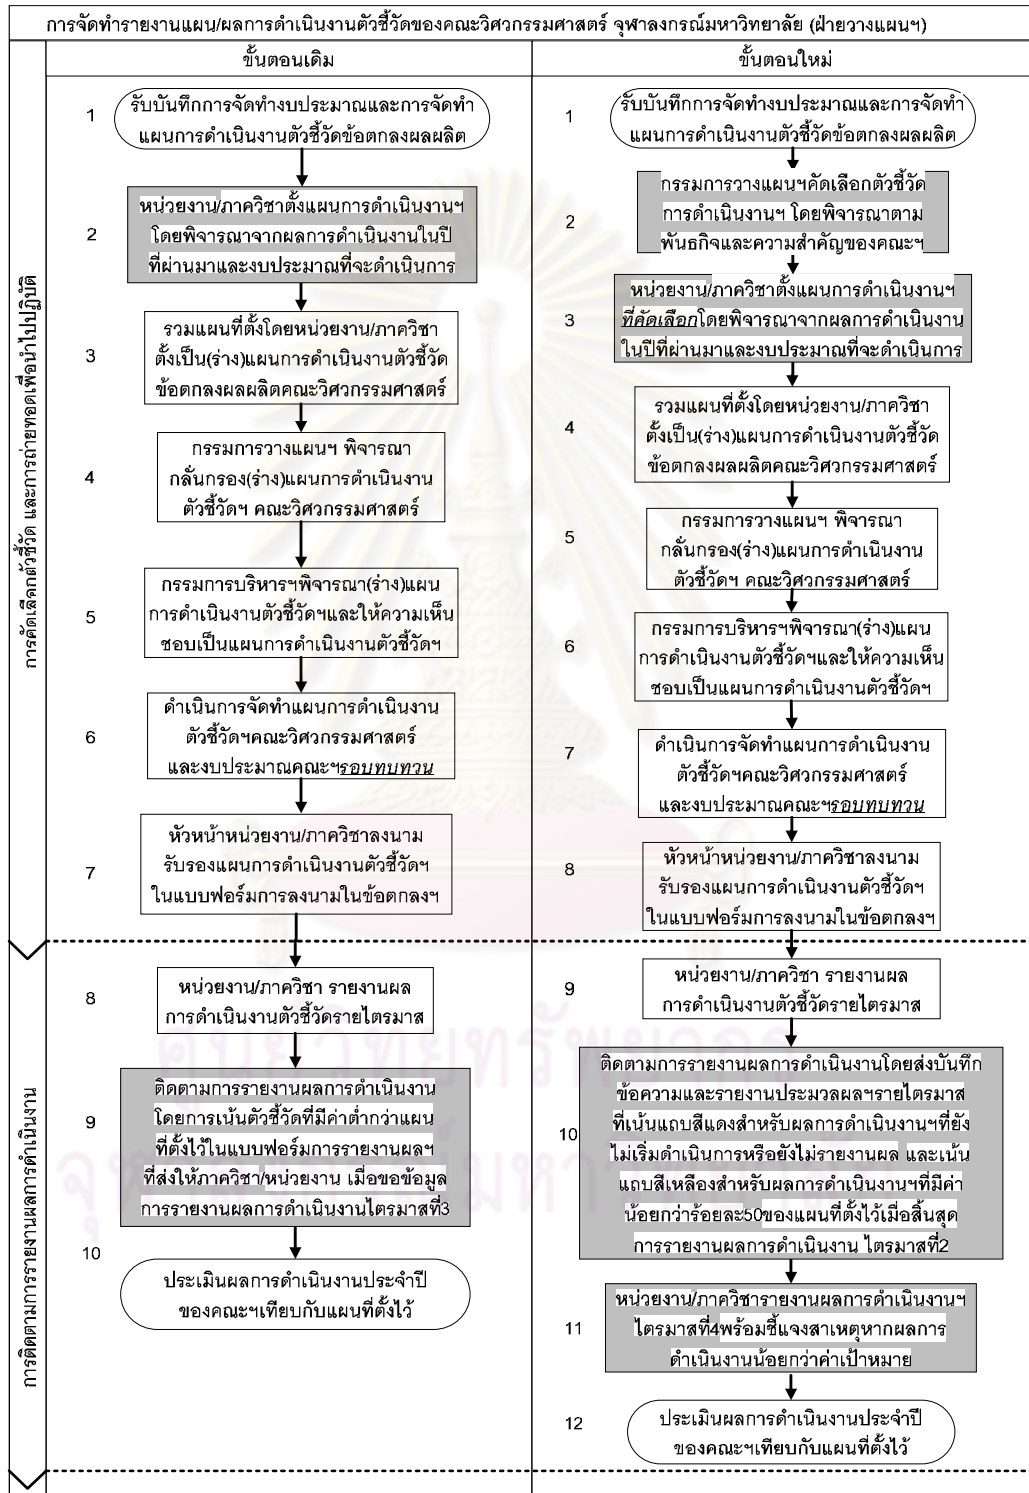 การจัดทำรายงานแผน/ผลการดำเนินงานตัวชี้วัดของคณะวิศวกรรมศาสตร์ จุฬาลงกรณ์มหาวิทยาลัย (ฝ่ายวางแผนฯ)
ขั้นตอนเดิม
การคัดเลือกตัวชี้วัด และการถ่ายทอดเพื่อนำไปปฏิบัติ
1
รับบันทึกการจัดทำงบประมาณและการจัดทำ
แผนการดำเนินงานตัวชี้วัดข้อตกลงผลผลิต
2
หน่วยงาน/ภาควิชาตั้งแผนการดำเนินงานฯ
โดยพิจารณาจากผลการดำเนินงานในปี
ที่ผ่านมาและงบประมาณที่จะดำเนินการ
3
รวมแผนที่ตั้งโดยหน่วยงาน/ภาควิชา
ตั้งเป็น(ร่าง)แผนการดำเนินงานตัวชี้วัด
ข้อตกลงผลผลิตคณะวิศวกรรมศาสตร์
4
กรรมการวางแผนฯ พิจารณา
กลั่นกรอง(ร่าง)แผนการดำเนินงาน
ตัวชี้วัดฯ คณะวิศวกรรมศาสตร์
5
กรรมการบริหารฯพิจารณา(ร่าง)แผน
การดำเนินงานตัวชี้วัดฯและให้ความเห็น
ชอบเป็นแผนการดำเนินงานตัวชี้วัดฯ
6
ดำเนินการจัดทำแผนการดำเนินงาน
ตัวชี้วัดฯคณะวิศวกรรมศาสตร์
และงบประมาณคณะฯรอบทบทวน
7
หัวหน้าหน่วยงาน/ภาควิชาลงนาม
รับรองแผนการดำเนินงานตัวชี้วัดฯ
ในแบบฟอร์มการลงนามในข้อตกลงฯ
การติดตามการรายงานผลการดำเนินงาน
8
หน่วยงาน/ภาควิชา รายงานผล
การดำเนินงานตัวชี้วัดรายไตรมาส
9
ติดตามการรายงานผลการดำเนินงาน
โดยการเน้นตัวชี้วัดที่มีค่าต่ำกว่าแผน
ที่ตั้งไว้ในแบบฟอร์มการรายงานผลฯ
ที่ส่งให้ภาควิชา/หน่วยงาน เมื่อขอข้อมูล
การรายงานผลการดำเนินงานไตรมาสที่3
10
ประเมินผลการดำเนินงานประจำปี
ของคณะฯเทียบกับแผนที่ตั้งไว้
ขั้นตอนใหม่
1
รับบันทึกการจัดทำงบประมาณและการจัดทำ
แผนการดำเนินงานตัวชี้วัดข้อตกลงผลผลิต
2
กรรมการวางแผนฯคัดเลือกตัวชี้วัด
การดำเนินงานฯ โดยพิจารณาตาม
พันธกิจและความสำคัญของคณะฯ
3
หน่วยงาน/ภาควิชาตั้งแผนการดำเนินงานฯ
ที่คัดเลือกโดยพิจารณาจากผลการดำเนินงาน
ในปีที่ผ่านมาและงบประมาณที่จะดำเนินการ
4
รวมแผนที่ตั้งโดยหน่วยงาน/ภาควิชา
ตั้งเป็น(ร่าง)แผนการดำเนินงานตัวชี้วัด
ข้อตกลงผลผลิตคณะวิศวกรรมศาสตร์
5
กรรมการวางแผนฯ พิจารณา
กลั่นกรอง(ร่าง)แผนการดำเนินงาน
ตัวชี้วัดฯ คณะวิศวกรรมศาสตร์
6
กรรมการบริหารฯพิจารณา(ร่าง)แผน
การดำเนินงานตัวชี้วัดฯและให้ความเห็น
ชอบเป็นแผนการดำเนินงานตัวชี้วัดฯ
7
ดำเนินการจัดทำแผนการดำเนินงาน
ตัวชี้วัดฯคณะวิศวกรรมศาสตร์
และงบประมาณคณะฯรอบทบทวน
8
หัวหน้าหน่วยงาน/ภาควิชาลงนาม
รับรองแผนการดำเนินงานตัวชี้วัดฯ
ในแบบฟอร์มการลงนามในข้อตกลงฯ
9
หน่วยงาน/ภาควิชา รายงานผล
การดำเนินงานตัวชี้วัดรายไตรมาส
10
ติดตามการรายงานผลการดำเนินงานโดยส่งบันทึก
ข้อความและรายงานประมวลผลฯรายไตรมาส
ที่เน้นแถบสีแดงสำหรับผลการดำเนินงานฯที่ยัง
ไม่เริ่มดำเนินการหรือยังไม่รายงานผล และเน้น
แถบสีเหลืองสำหรับผลการดำเนินงานฯที่มีค่า
น้อยกว่าร้อยละ50ของแผนที่ตั้งไว้เมื่อสิ้นสุด
การรายงานผลการดำเนินงาน ไตรมาสที่2
11
หน่วยงาน/ภาควิชารายงานผลการดำเนินงานฯ
ไตรมาสที่4พร้อมชี้แจงสาเหตุหากผลการ
ดำเนินงานน้อยกว่าค่าเป้าหมาย
12
ประเมินผลการดำเนินงานประจำปี
ของคณะฯเทียบกับแผนที่ตั้งไว้
ศูนย์วิทยทรัพยากร
จุฬาลงกรณ์มหาวิทยาลัย